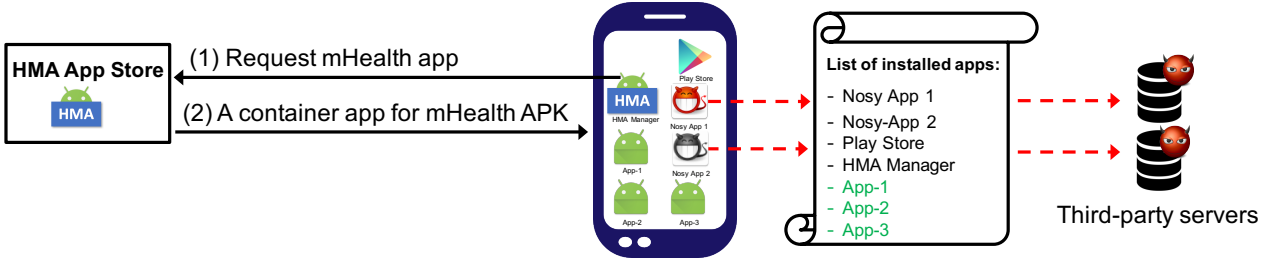 HMA App Store
HMA
(1) Request mHealth app
(2) A container app for mHealth APK
Play Store
HMA
HMA Manager
Nosy App 1
App-1
Nosy App 2
App-2
App-3
List of installed apps:
- Nosy App 1
- Nosy-App 2
- Play Store
- HMA Manager
- App-1
- App-2
- App-3
Third-party servers